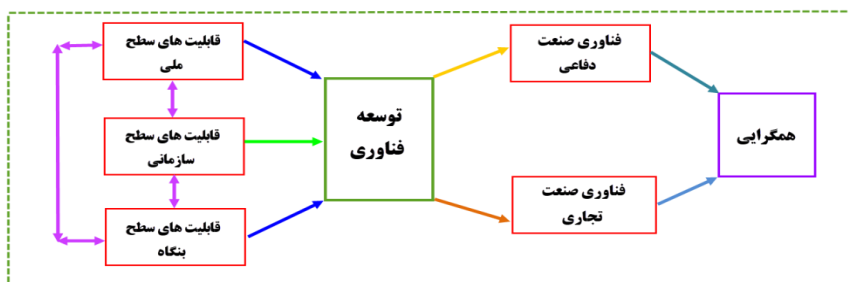 قابلیت های سطح
ملی
قابلیت های سطح
سازمانی
قابلیت های سطح
بنگاه
توسعه
فناوری
فناوری صنعت
دفاعی
فناوری صنعت
تجاری
همگرایی